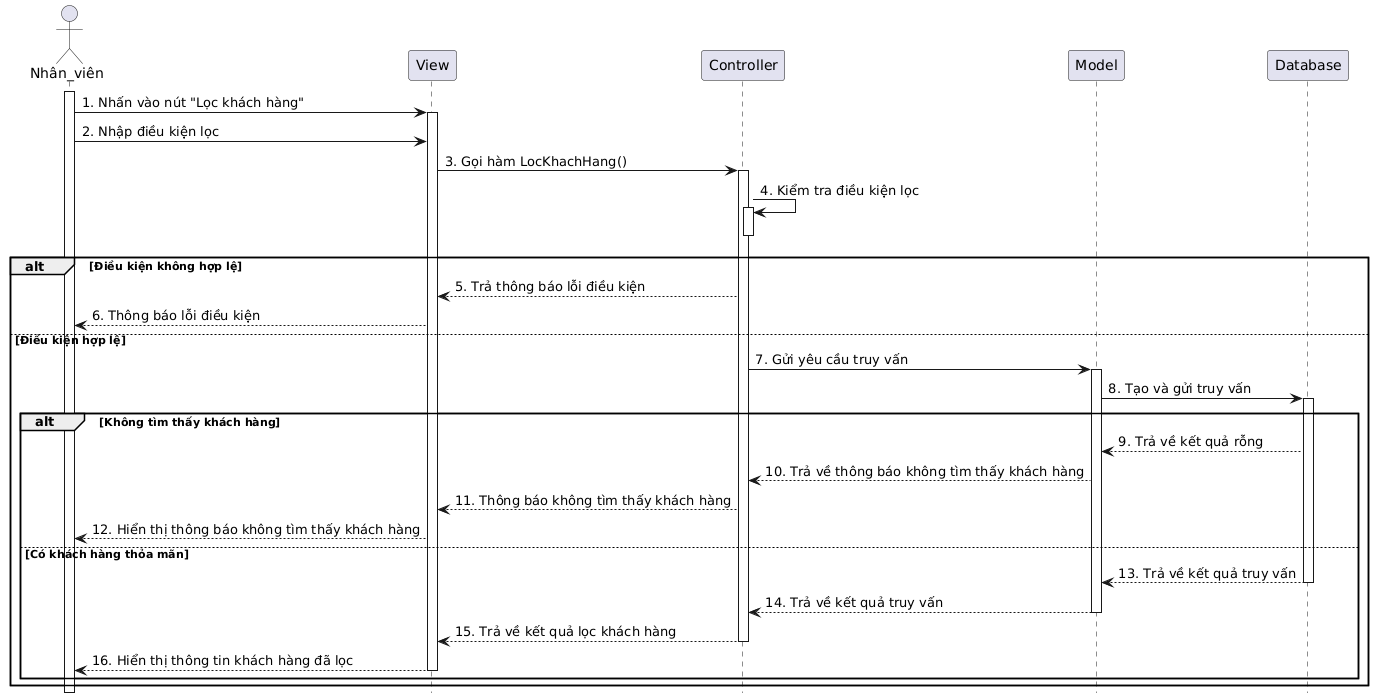 Nhân_viên
View
Controller
Model
Database
1. Nhấn vào nút "Lọc khách hàng"
2. Nhập điều kiện lọc
3. Gọi hàm LocKhachHang()
4. Kiểm tra điều kiện lọc
alt
[Điều kiện không hợp lệ]
5. Trả thông báo lỗi điều kiện
6. Thông báo lỗi điều kiện
[Điều kiện hợp lệ]
7. Gửi yêu cầu truy vấn
8. Tạo và gửi truy vấn
alt
[Không tìm thấy khách hàng]
9. Trả về kết quả rỗng
10. Trả về thông báo không tìm thấy khách hàng
11. Thông báo không tìm thấy khách hàng
12. Hiển thị thông báo không tìm thấy khách hàng
[Có khách hàng thỏa mãn]
13. Trả về kết quả truy vấn
14. Trả về kết quả truy vấn
15. Trả về kết quả lọc khách hàng
16. Hiển thị thông tin khách hàng đã lọc